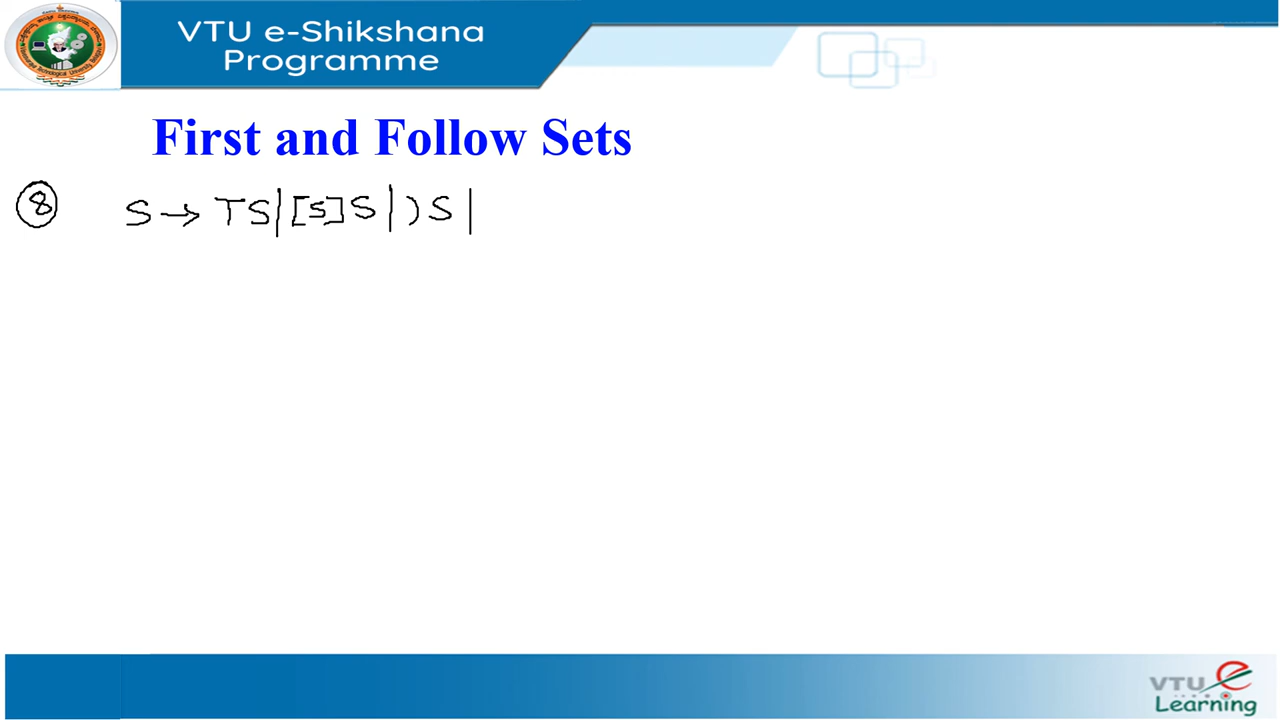 VTU e-Shikshana
Programme
First and Follow Sets
8 S → TS|[S]S|)S|
VTU e
Learning